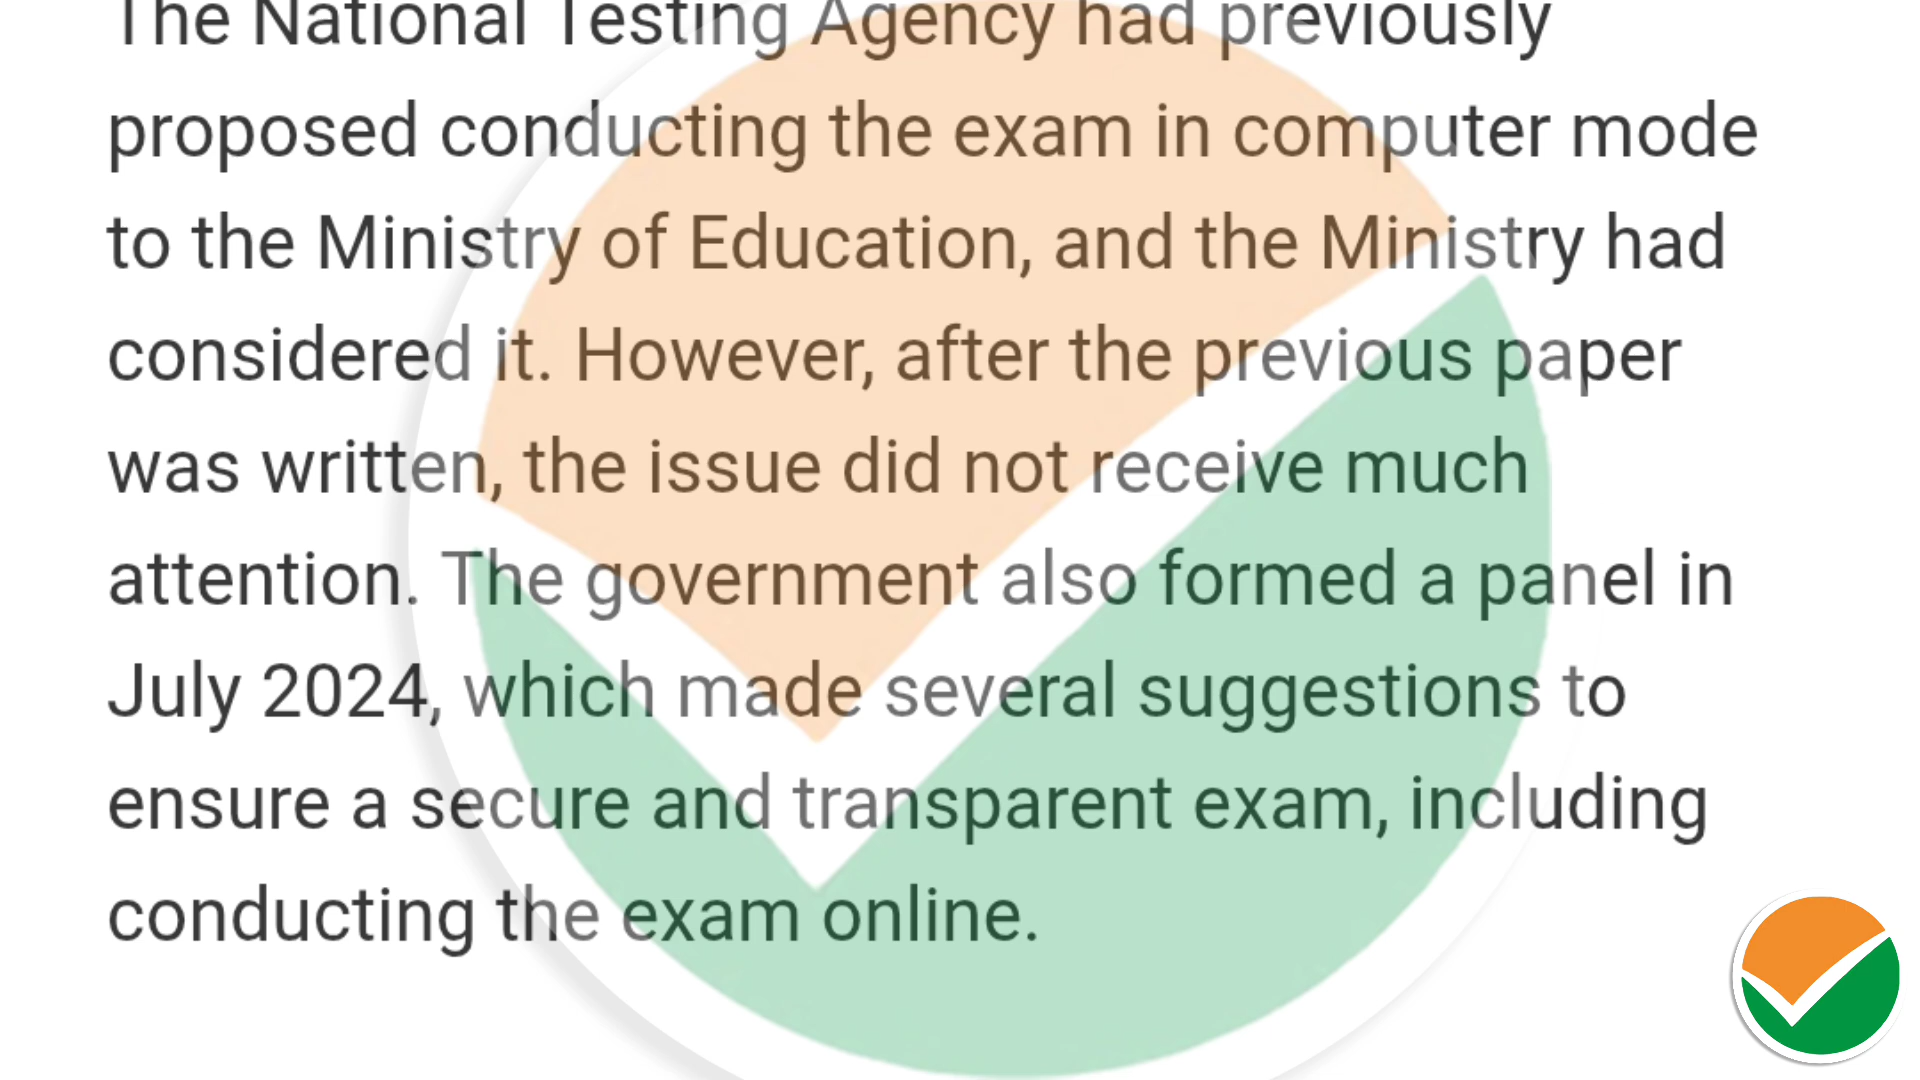 The National Testing Agency had previously
proposed conducting the exam in computer mode
to the Ministry of Education, and the Ministry had
considered it. However, after the previous paper
was written, the issue did not receive much
attention. The government also formed a panel in
July 2024, which made several suggestions to
ensure a secure and transparent exam, including
conducting the exam online.